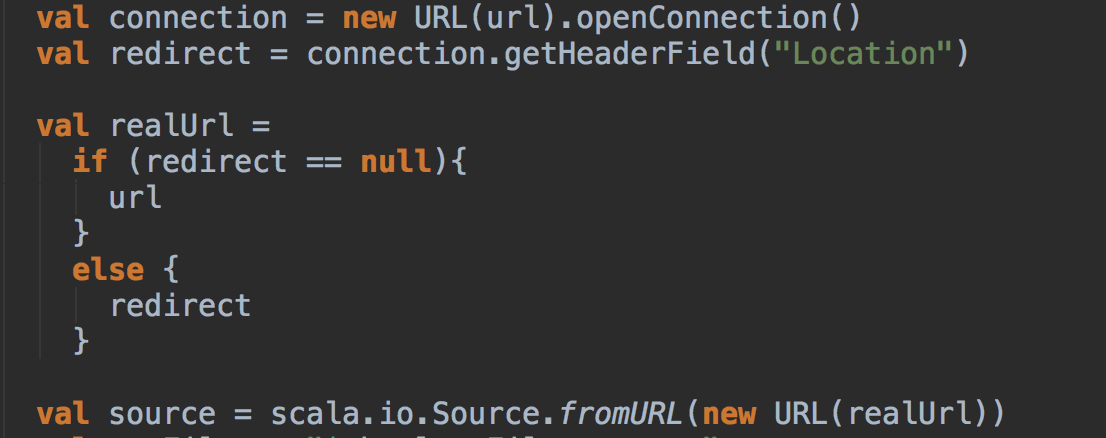 val connection = new URL(url).openConnection()
val redirect = connection.getHeaderField("Location")
val realUrl =
if (redirect == null){
url
}
else {
redirect
}
val source = scala.io.Source.fromURL(new URL(realUrl))